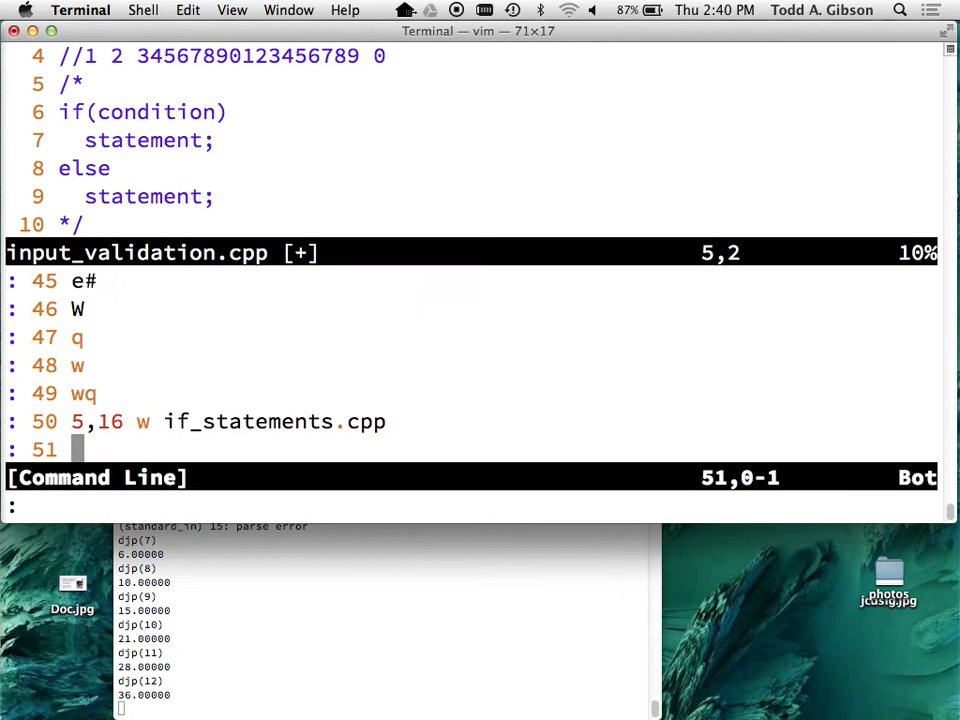 Terminal Shell Edit View Window Help 87% Thu 2:40 PM Todd A. Gibson
Terminal — vim — 71×17
4 //1 2 34567890123456789 0
5 /*
6 if(condition)
7 statement;
8 else
9 statement;
10 */
input_validation.cpp [+] 5,2 10%
: 45 e#
: 46 W
: 47 q
: 48 w
: 49 wq
: 50 5,16 w if_statements.cpp
: 51
[Command Line] 51,0-1 Bot
:
(standard_in) 15: parse error
djp(7)
6.00000
djp(8)
10.00000
djp(9)
15.00000
djp(10)
21.00000
djp(11)
28.00000
djp(12)
36.00000
Doc.jpg
photos